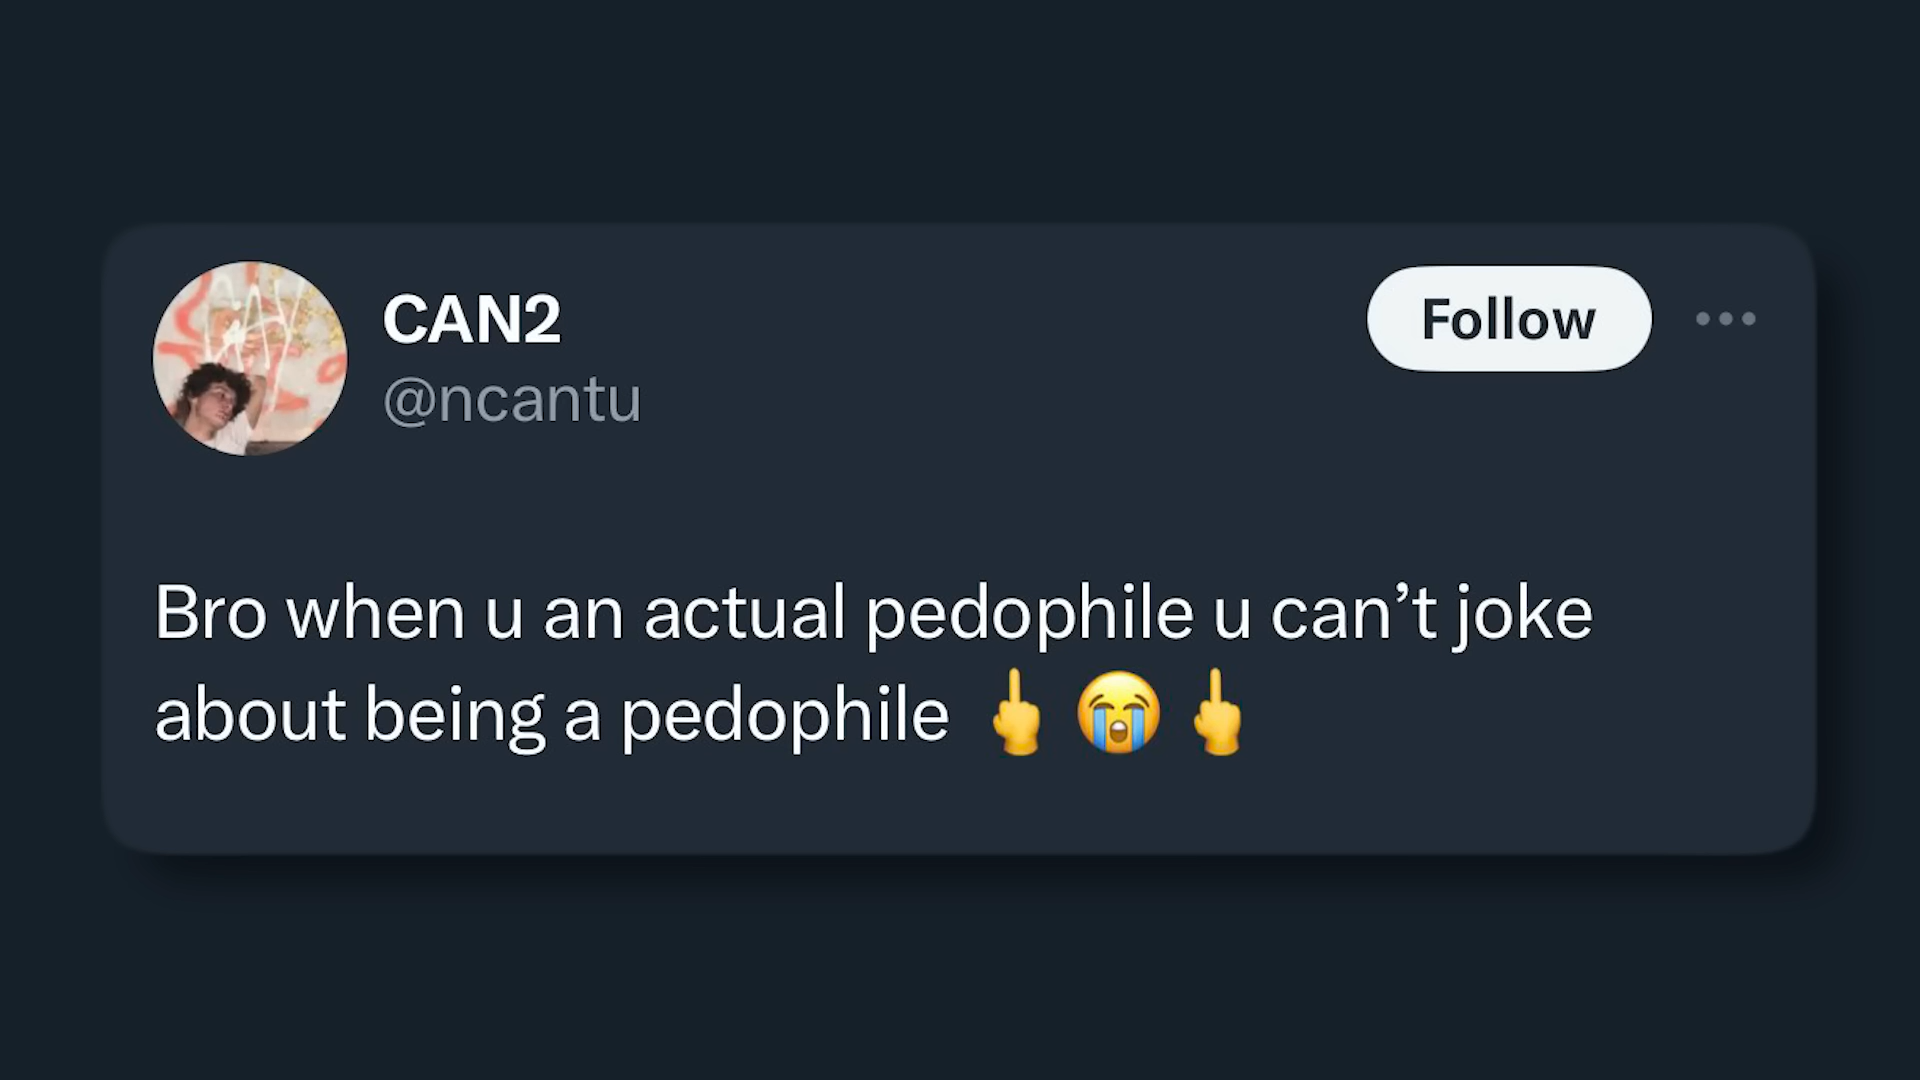 CAN2
Follow
@ncantu
Bro when u an actual pedophile u can’t joke
about being a pedophile 🖕😭🖕